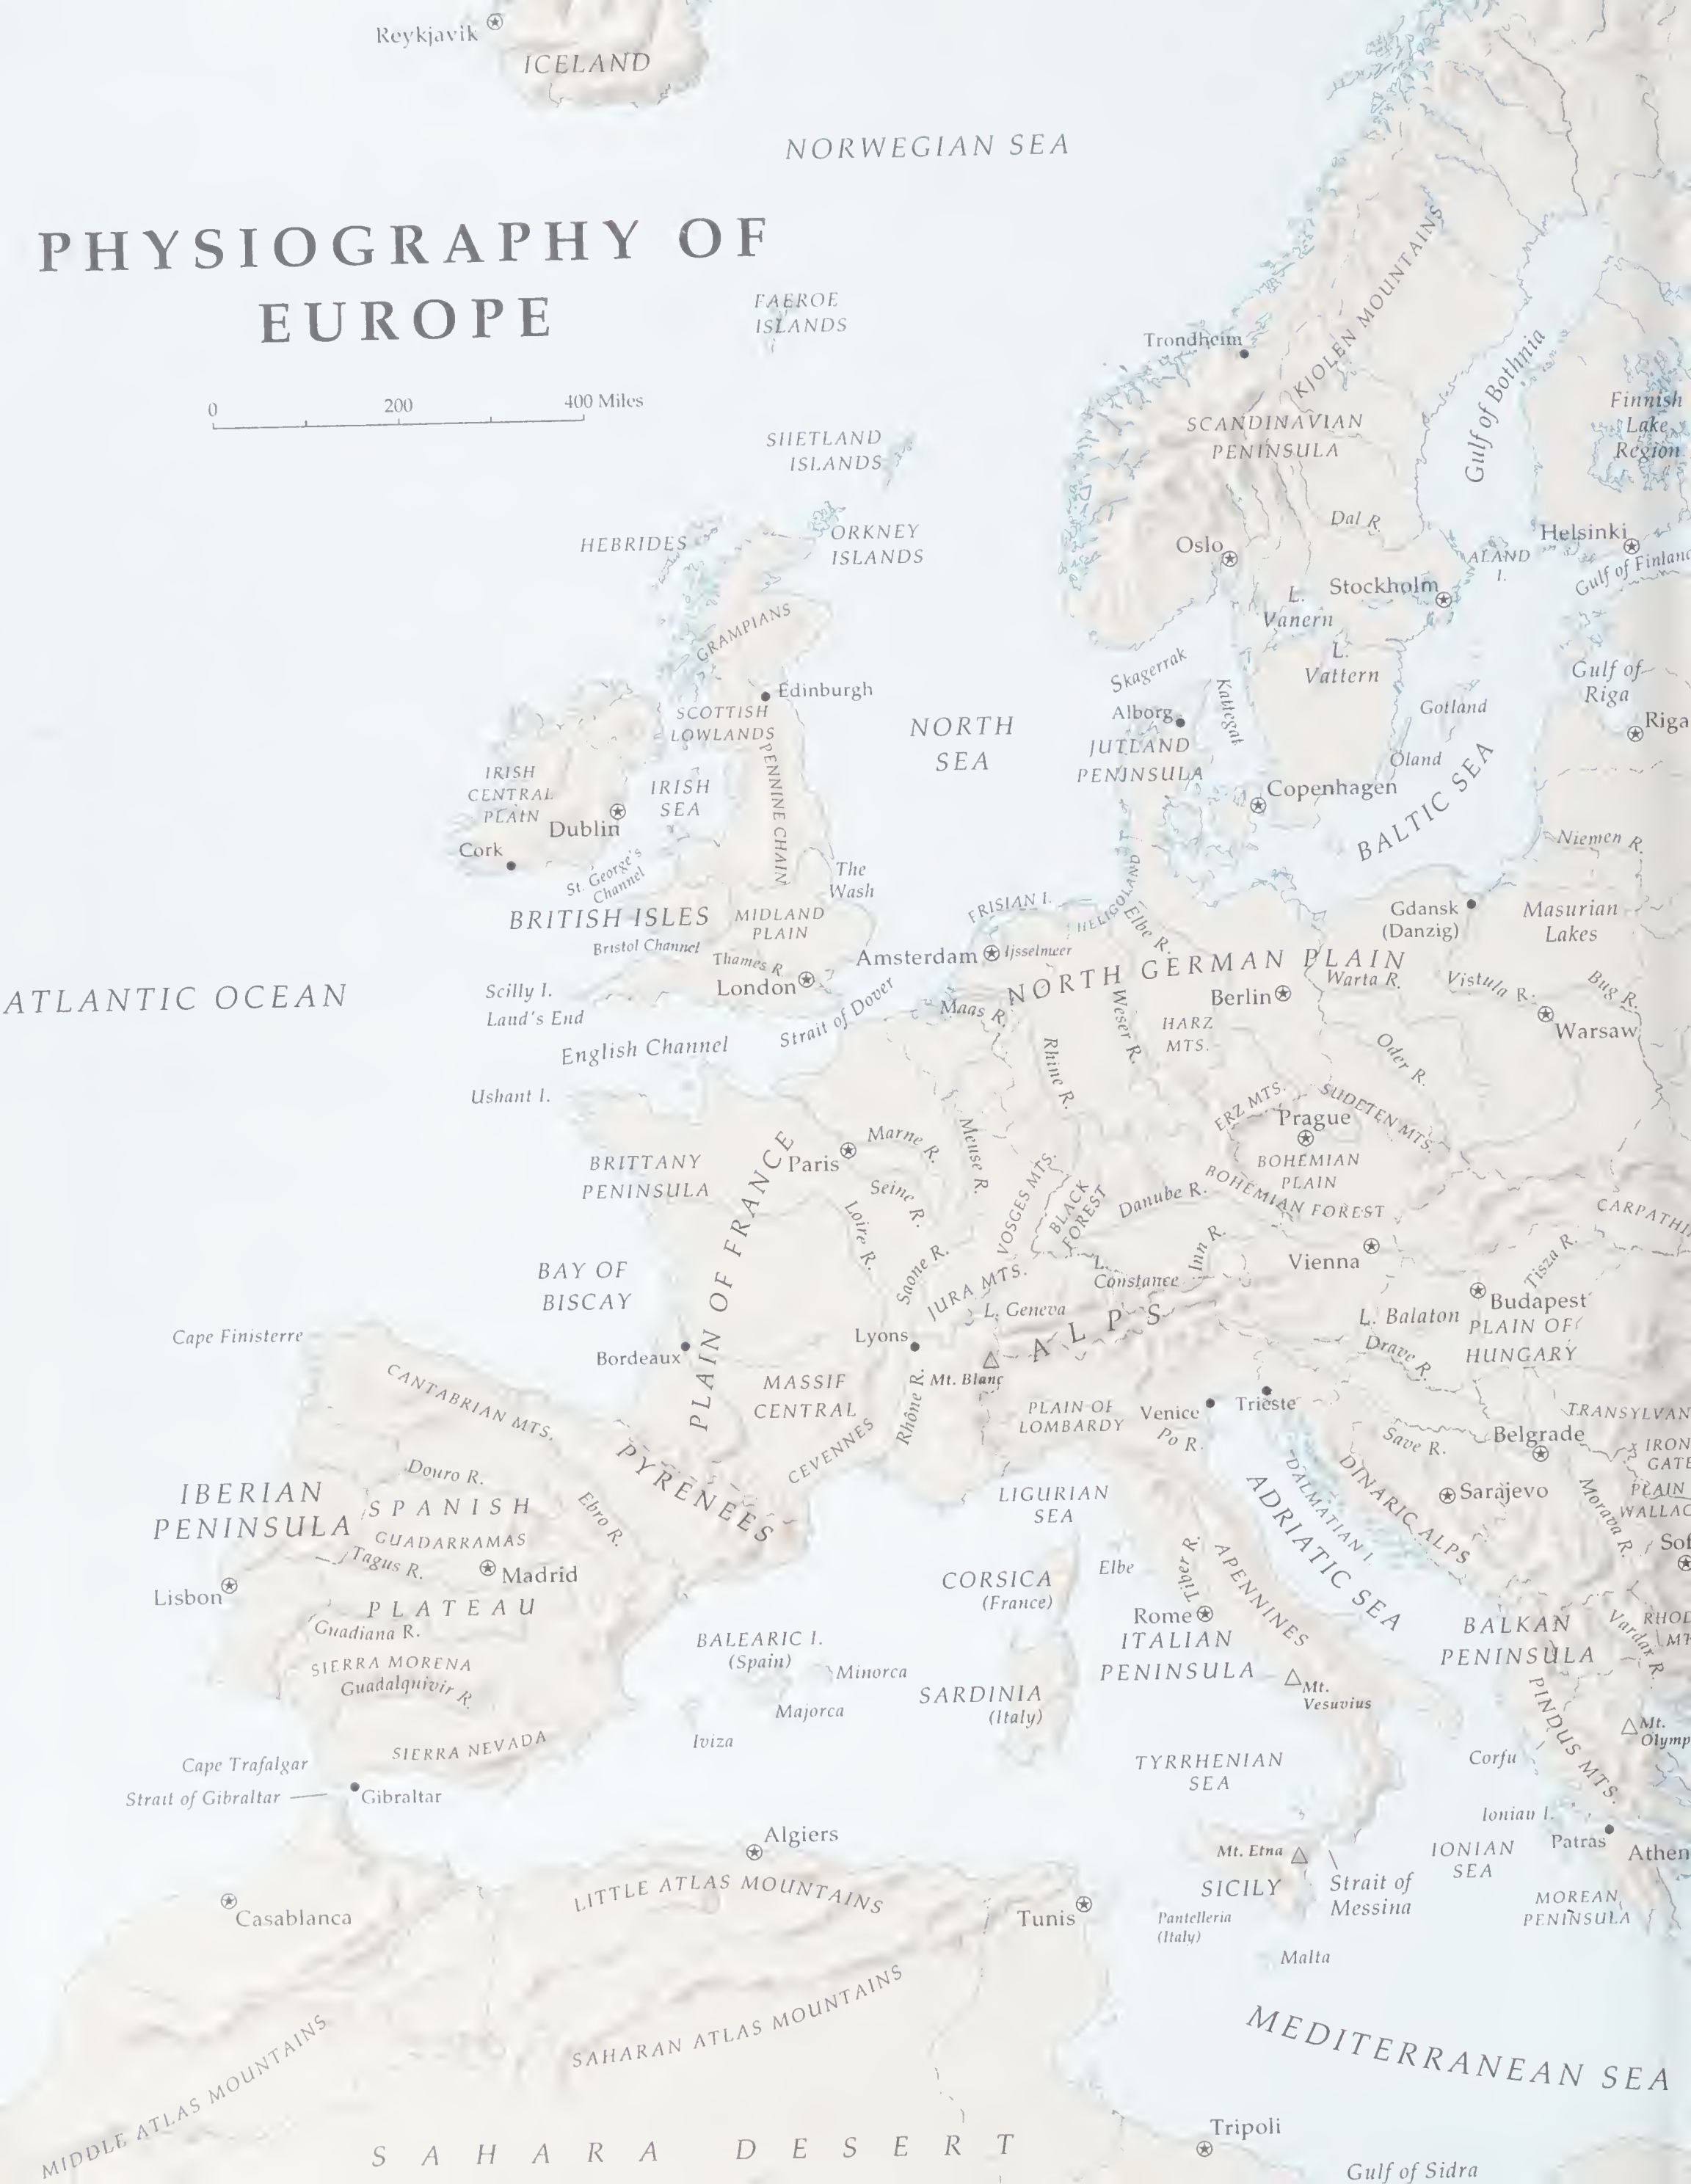 Reykjavik
ICELAND
NORWEGIAN SEA
PHYSIOGRAPHY OF
EUROPE
FAEROE
ISLANDS
0 200 400 Miles
Trondheim
KJOLEN MOUNTAINS
Gulf of Bothnia
Finnish
Lake
Region
SCANDINAVIAN
PENINSULA
SHETLAND
ISLANDS
HEBRIDES
ORKNEY
ISLANDS
Dal R.
Oslo
Helsinki
ALAND
I.
Gulf of Finland
Stockholm
L.
Vanern
GRAMPIANS
L.
Vattern
Skagerrak
Gulf of
Riga
Riga
Edinburgh
SCOTTISH
LOWLANDS
NORTH
SEA
Kattegat
Alborg
Gotland
JUTLAND
PENINSULA
Oland
BALTIC SEA
PENNINE CHAIN
IRISH
CENTRAL
PLAIN
IRISH
SEA
Dublin
Copenhagen
Cork
St. George's
Channel
The
Wash
Niemen R.
FRISIAN I.
HELIGOLAND
Elbe R.
Gdansk
(Danzig)
Masurian
Lakes
BRITISH ISLES
MIDLAND
PLAIN
Bristol Channel
Thames R
London
Amsterdam
Ijsselmeer
NORTH GERMAN PLAIN
Warta R.
Vistula R.
Bug R.
Berlin
Warsaw
ATLANTIC OCEAN
Scilly I.
Laud's End
English Channel
Strait of Dover
Maas R.
Weser R.
HARZ
MTS.
Rhine R.
Oder R.
Ushant I.
ERZ MTS.
SUDETEN MTS.
Prague
BOHEMIAN
PLAIN
BRITTANY
PENINSULA
Paris
Marne R.
Meuse R.
Seine R.
Loire R.
PLAIN OF FRANCE
VOSGES MTS.
BLACK
FOREST
Danube R.
BOHEMIAN FOREST
CARPATHI
Vienna
Inn R.
Tisza R.
BAY OF
BISCAY
Saone R.
JURA MTS.
L.
Constance
L. Geneva
ALPS
Budapest
L. Balaton
PLAIN OF
HUNGARY
Drave R.
Cape Finisterre
Bordeaux
Lyons
Mt. Blanc
CANTABRIAN MTS.
MASSIF
CENTRAL
Rhône R.
CEVENNES
PLAIN OF
LOMBARDY
Venice
Trieste
Po R.
TRANSYLVAN
Save R.
Belgrade
IRON
GATE
PLAIN
WALLAC
PYRENEES
Douro R.
IBERIAN
PENINSULA
SPANISH
GUADARRAMAS
Ebro R.
Tagus R.
Madrid
Lisbon
PLATEAU
LIGURIAN
SEA
DALMATIAN I.
DINARIC ALPS
Sarajevo
Morava R.
Sof
ADRIATIC SEA
Elbe
Tiber R.
APENNINES
CORSICA
(France)
Rome
ITALIAN
PENINSULA
BALKAN
PENINSULA
Vardar R.
RHOD
MT
Guadiana R.
SIERRA MORENA
Guadalquivir R.
BALEARIC I.
(Spain)
Minorca
Majorca
Iviza
SARDINIA
(Italy)
Mt.
Vesuvius
PINDUS MTS.
Mt.
Olymp
SIERRA NEVADA
Cape Trafalgar
Strait of Gibraltar
Gibraltar
TYRRHENIAN
SEA
Corfu
Ionian I.
Patras
Athen
IONIAN
SEA
Algiers
LITTLE ATLAS MOUNTAINS
Casablanca
Tunis
Mt. Etna
SICILY
Strait of
Messina
Pantelleria
(Italy)
MOREAN
PENINSULA
Malta
MIDDLE ATLAS MOUNTAINS
SAHARAN ATLAS MOUNTAINS
MEDITERRANEAN SEA
SAHARA DESERT
Tripoli
Gulf of Sidra